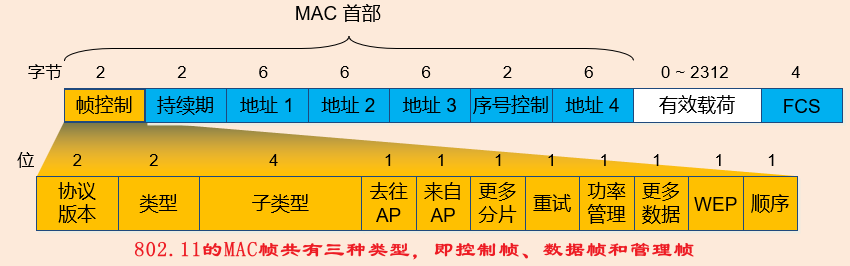 MAC 首部
字节 2 2 6 6 6 2 6 0 ~ 2312 4
帧控制 持续期 地址 1 地址 2 地址 3 序号控制 地址 4 有效载荷 FCS
位 2 2 4 1 1 1 1 1 1 1 1
协议版本 类型 子类型 去往AP 来自AP 更多分片 重试 功率管理 更多数据 WEP 顺序
802.11的MAC帧共有三种类型，即控制帧、数据帧和管理帧